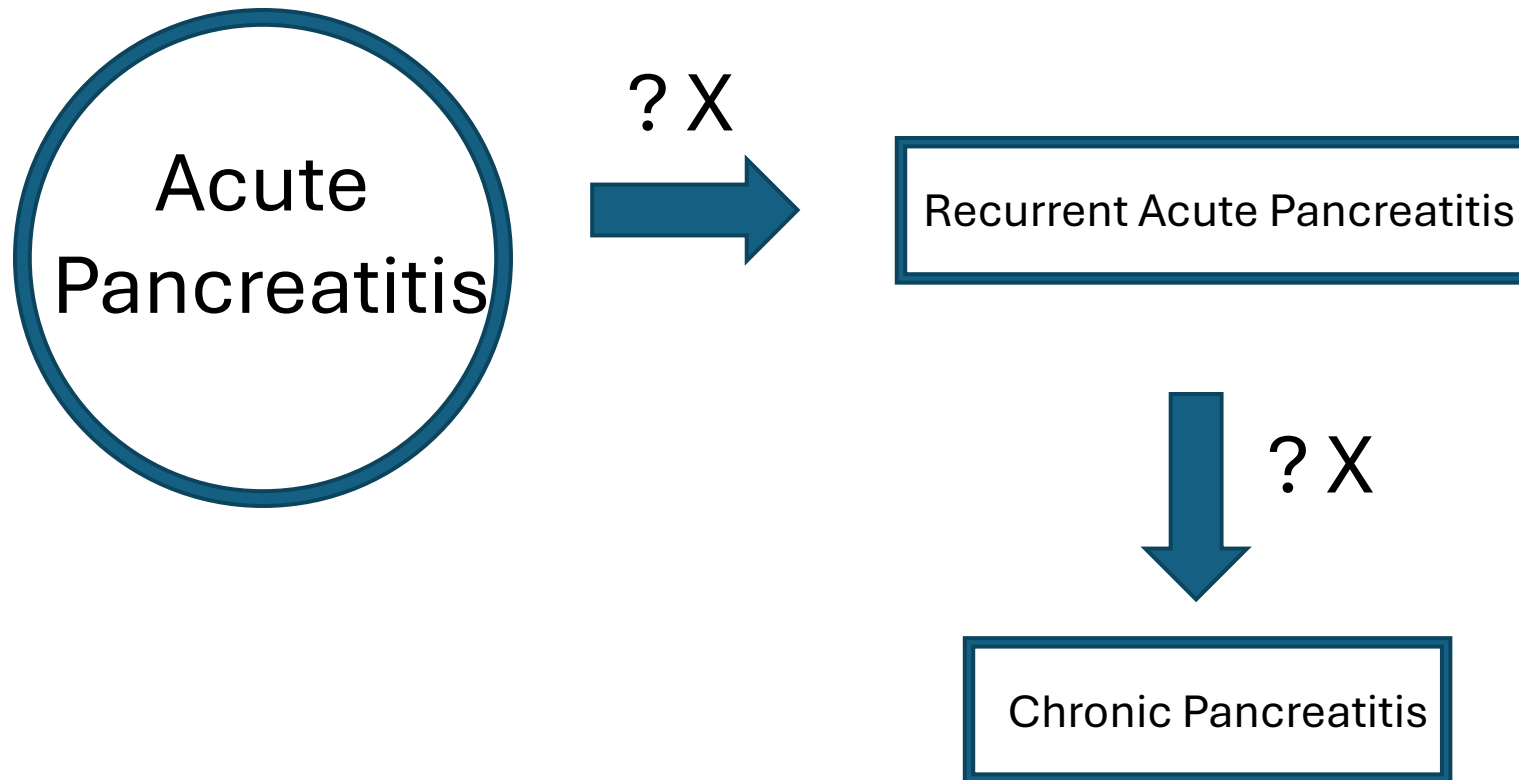 Acute
Pancreatitis
? X
Recurrent Acute Pancreatitis
? X
Chronic Pancreatitis